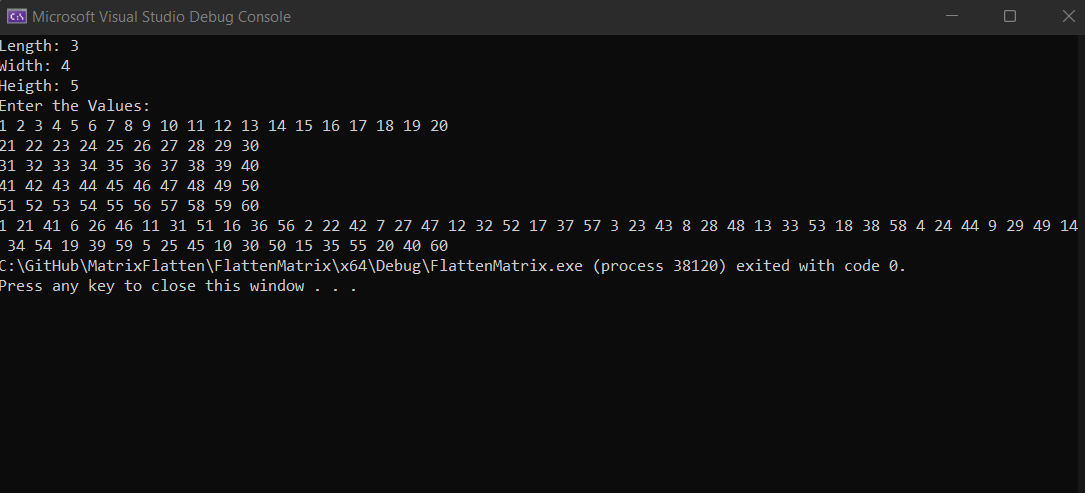 Microsoft Visual Studio Debug Console
Length: 3
Width: 4
Heigth: 5
Enter the Values:
1 2 3 4 5 6 7 8 9 10 11 12 13 14 15 16 17 18 19 20
21 22 23 24 25 26 27 28 29 30
31 32 33 34 35 36 37 38 39 40
41 42 43 44 45 46 47 48 49 50
51 52 53 54 55 56 57 58 59 60
1 21 41 6 26 46 11 31 51 16 36 56 2 22 42 7 27 47 12 32 52 17 37 57 3 23 43 8 28 48 13 33 53 18 38 58 4 24 44 9 29 49 14
34 54 19 39 59 5 25 45 10 30 50 15 35 55 20 40 60
C:\GitHub\MatrixFlatten\FlattenMatrix\x64\Debug\FlattenMatrix.exe (process 38120) exited with code 0.
Press any key to close this window . . .